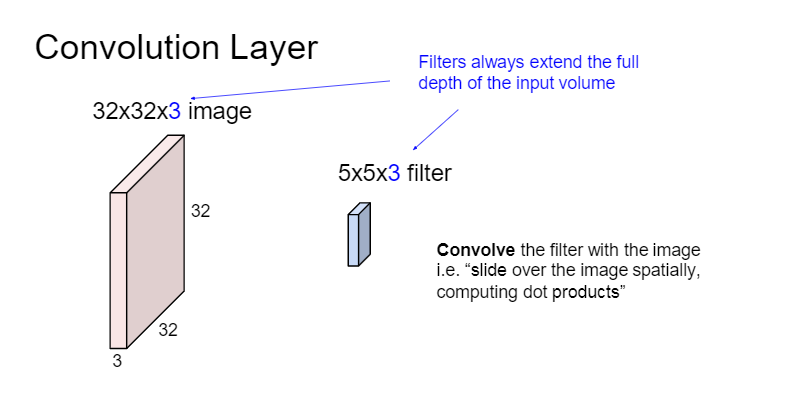 Convolution Layer
Filters always extend the full
depth of the input volume
32x32x3 image
5x5x3 filter
32
32
3
Convolve the filter with the image
i.e. “slide over the image spatially,
computing dot products”